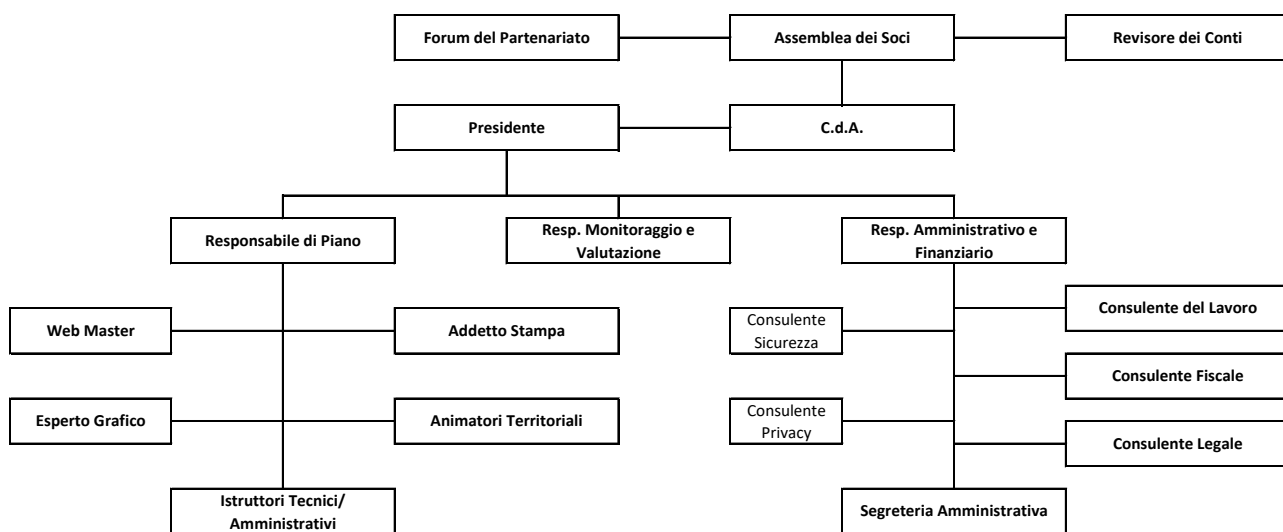 Forum del Partenariato
Assemblea dei Soci
Revisore dei Conti
Presidente
C.d.A.
Responsabile di Piano
Resp. Monitoraggio e
Valutazione
Resp. Amministrativo e
Finanziario
Web Master
Addetto Stampa
Consulente
Sicurezza
Consulente del Lavoro
Consulente Fiscale
Esperto Grafico
Animatori Territoriali
Consulente
Privacy
Consulente Legale
Istruttori Tecnici/
Amministrativi
Segreteria Amministrativa